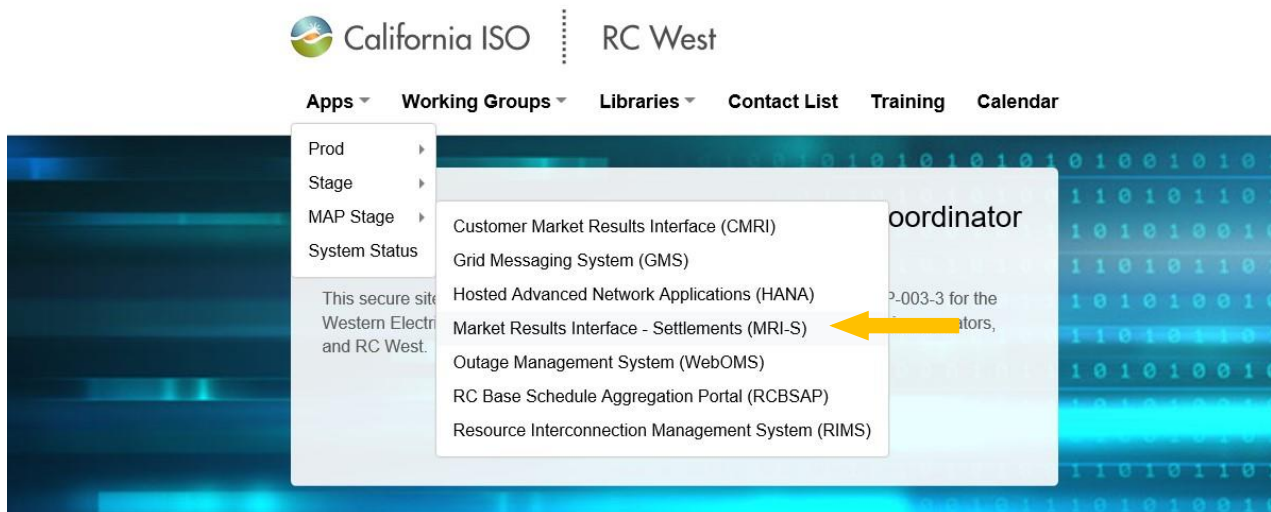 California ISO RC West
Apps Working Groups Libraries Contact List Training Calendar
Prod
Stage
MAP Stage
System Status
oordinator
Customer Market Results Interface (CMRI)
Grid Messaging System (GMS)
Hosted Advanced Network Applications (HANA)
Market Results Interface - Settlements (MRI-S)
Outage Management System (WebOMS)
RC Base Schedule Aggregation Portal (RCBSAP)
Resource Interconnection Management System (RIMS)
This secure site P-003-3 for the
Western Electri ators,
and RC West.